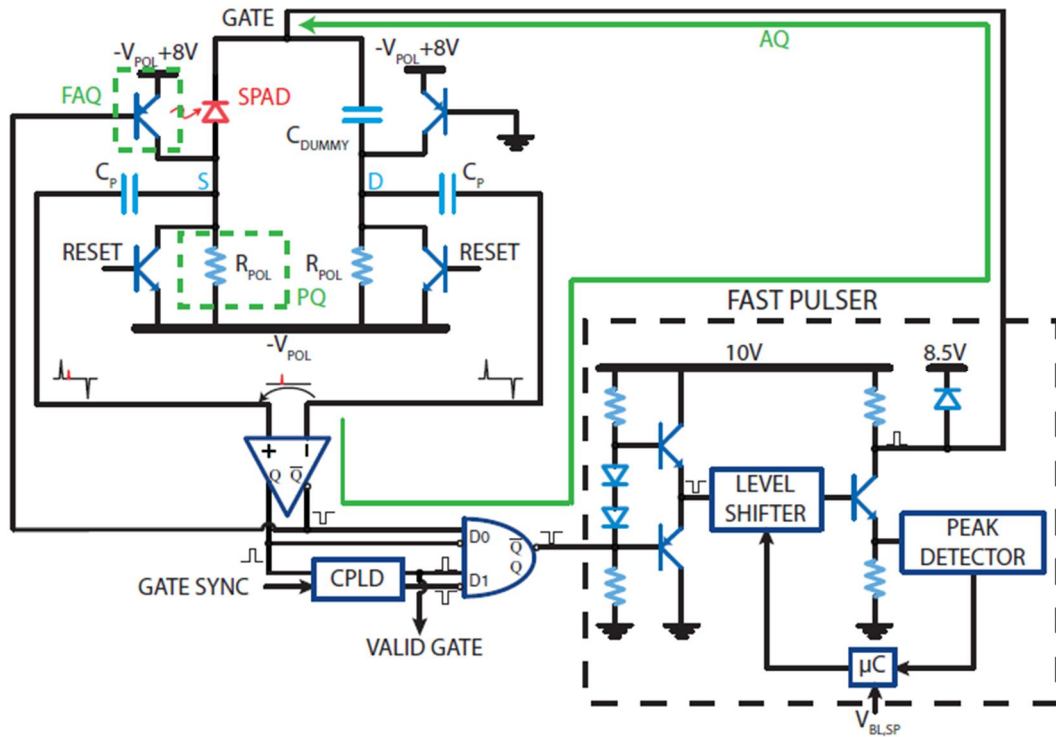 GATE
AQ
-VPOL+8V
-VPOL+8V
FAQ
SPAD
CDUMMY
CP
S
D
CP
RESET
RPOL
RPOL
RESET
PQ
-VPOL
FAST PULSER
10V
8.5V
+
−
Q
Q̅
LEVEL
SHIFTER
PEAK
DETECTOR
D0
Q̅
Q
D1
GATE SYNC
CPLD
VALID GATE
µC
VBL,SP